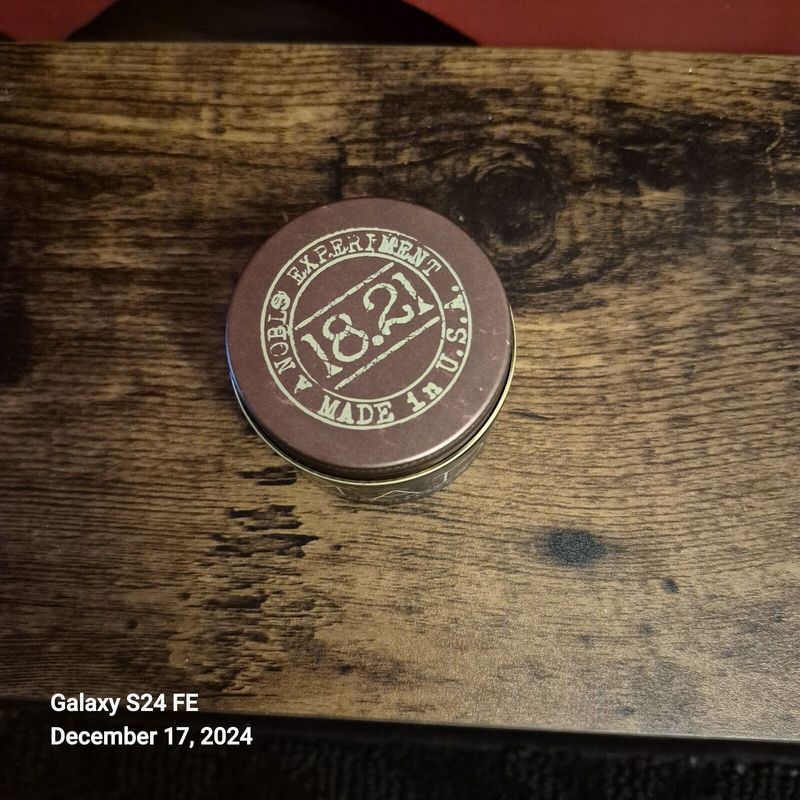 A NOBLE EXPERIMENT
18.21
MADE in U.S.A.
Galaxy S24 FE
December 17, 2024